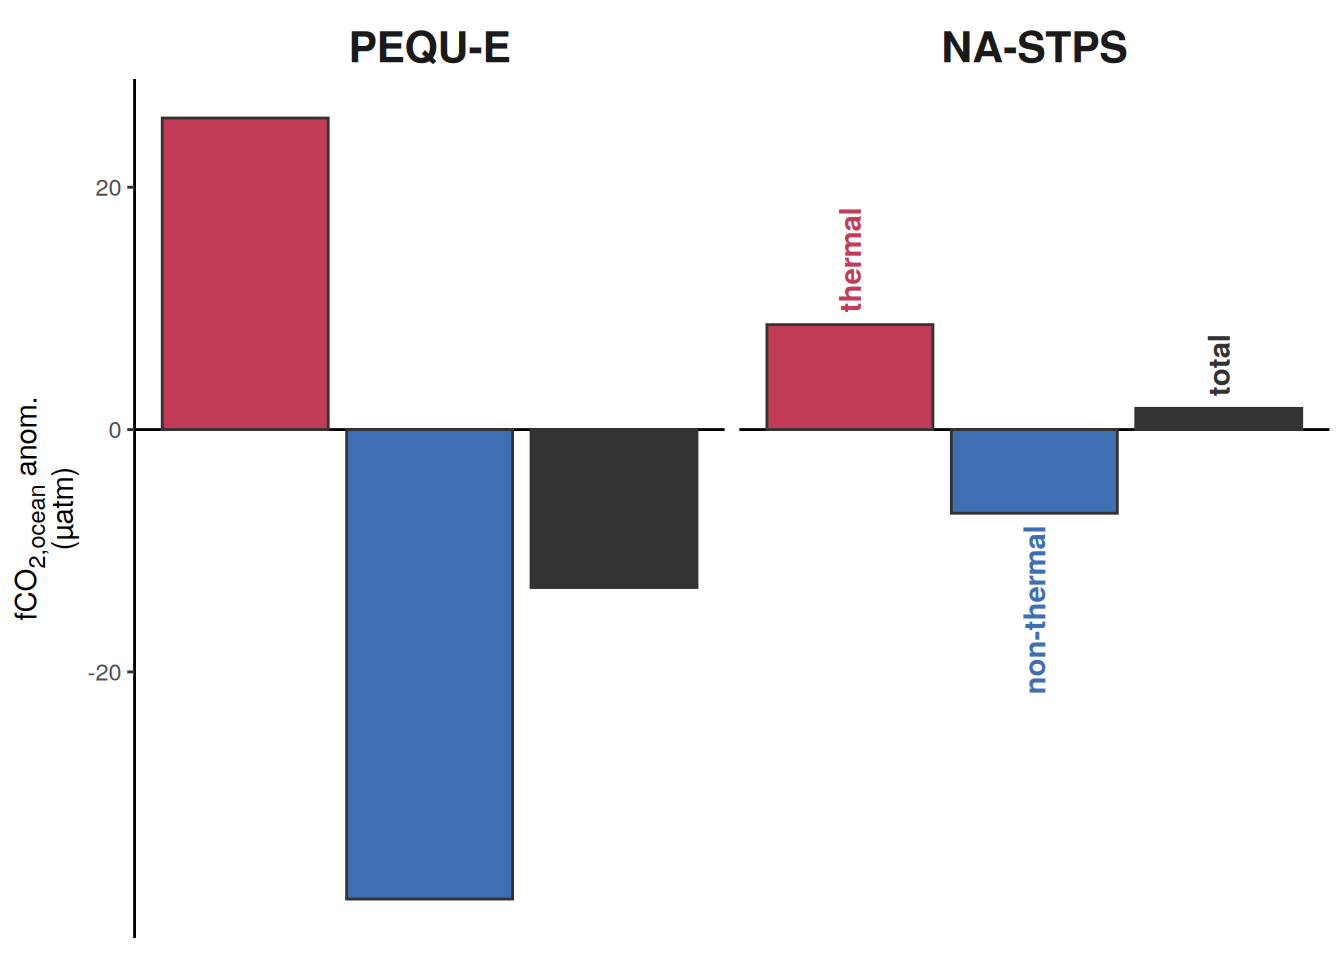 PEQU-E
NA-STPS
20
0
-20
fCO₂,ocean anom.
(µatm)
thermal
non-thermal
total